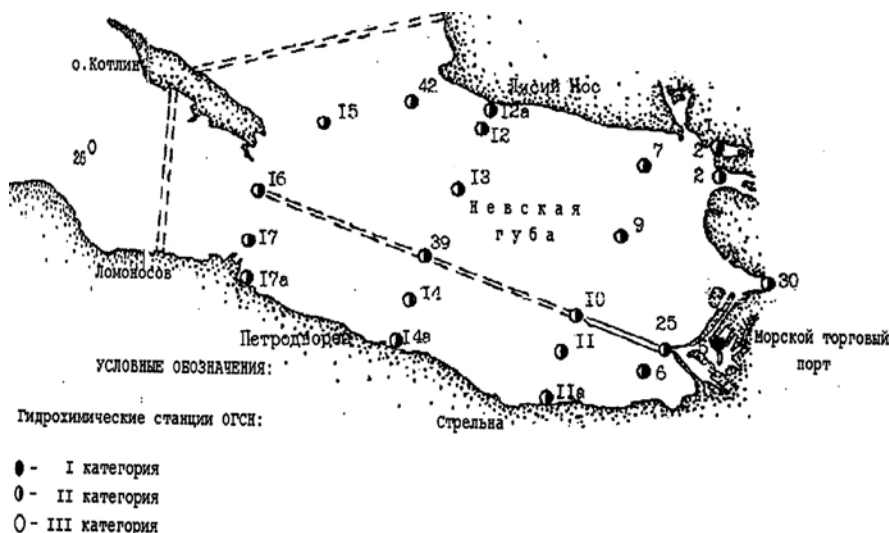 о. Котлин
Лисий Нос
42
I5
I2а
I2
7
2
2
26
I6
I3
Невская
губа
9
I7
39
30
Ломоносов
I7а
I4
I0
25
Петродворец
I4а
II
Морской торговый
порт
6
УСЛОВНЫЕ ОБОЗНАЧЕНИЯ:
IIа
Стрельна
Гидрохимические станции ОГСН:
- I категория
- II категория
- III категория